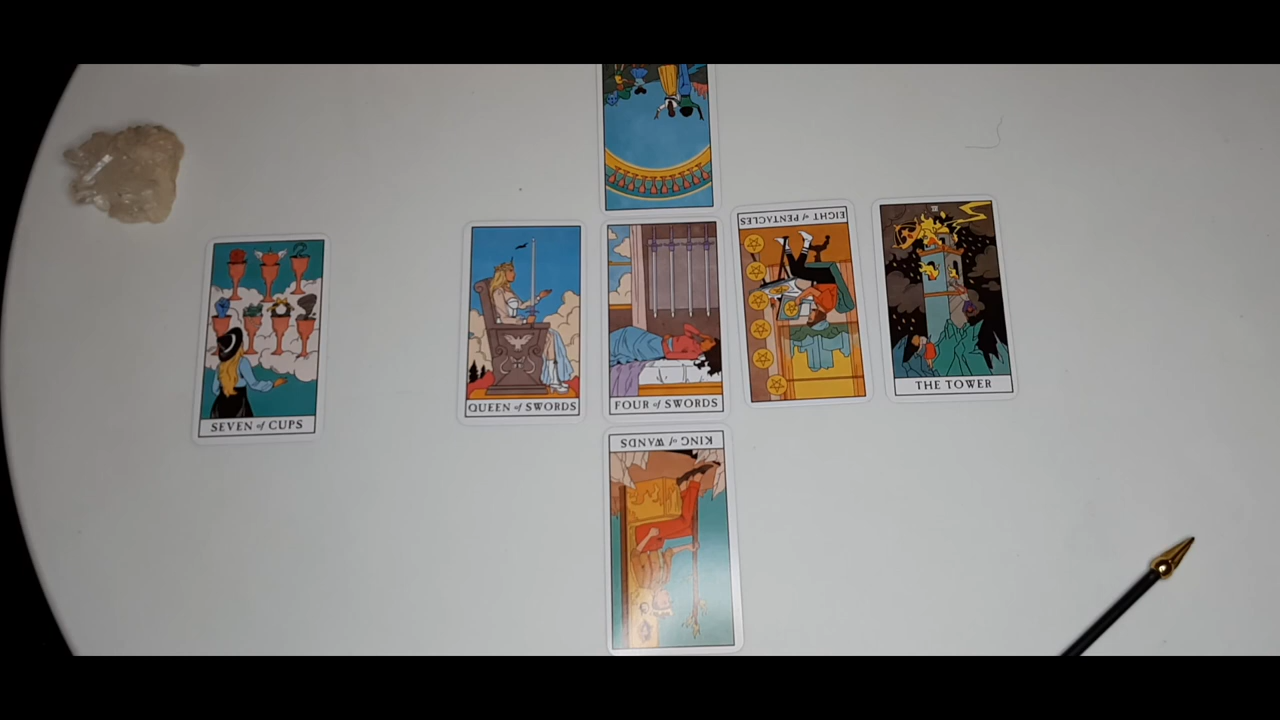 EIGHT of PENTACLES
THE TOWER
QUEEN of SWORDS
FOUR of SWORDS
SEVEN of CUPS
KING of WANDS